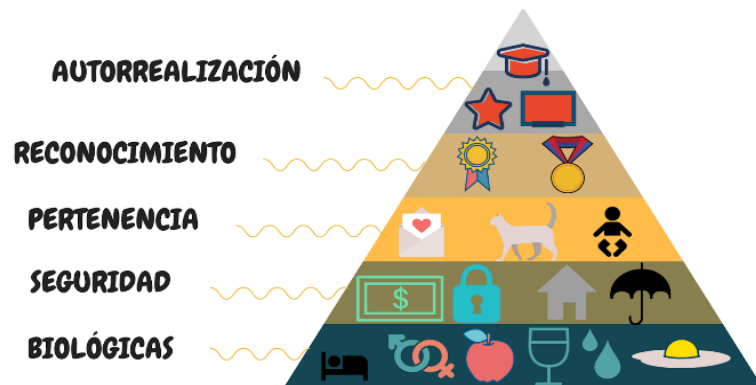 AUTORREALIZACIÓN
RECONOCIMIENTO
PERTENENCIA
SEGURIDAD
$
BIOLÓGICAS